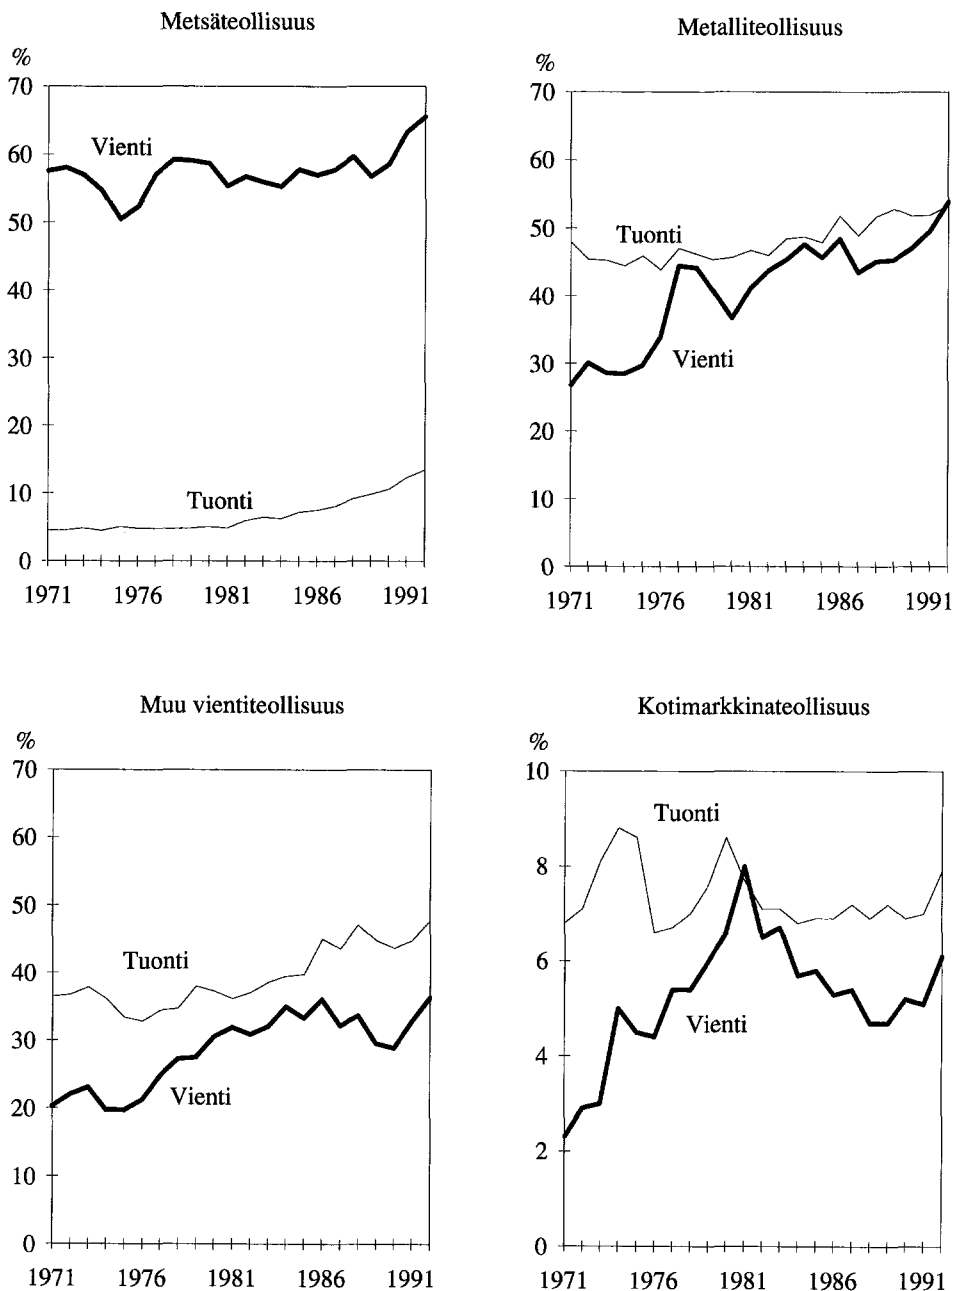 Metsäteollisuus
%
70
60
50
40
30
20
10
0
Vienti
Tuonti
1971 1976 1981 1986 1991
Metalliteollisuus
%
70
60
50
40
30
20
10
0
Tuonti
Vienti
1971 1976 1981 1986 1991
Muu vientiteollisuus
%
70
60
50
40
30
20
10
0
Tuonti
Vienti
1971 1976 1981 1986 1991
Kotimarkkinateollisuus
%
10
8
6
4
2
0
Tuonti
Vienti
1971 1976 1981 1986 1991